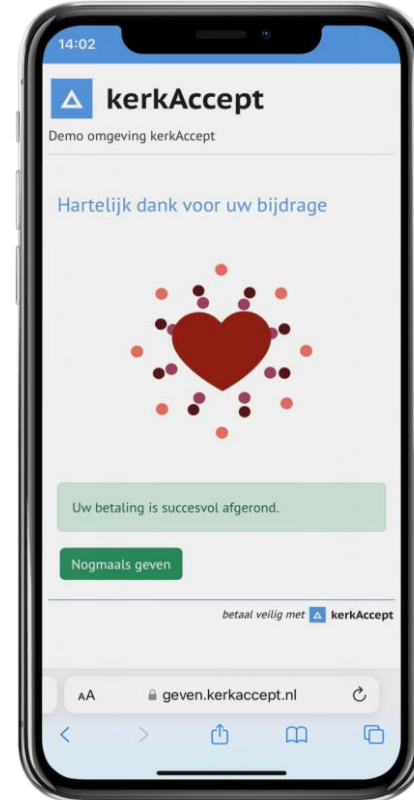 14:02
kerkAccept
Demo omgeving kerkAccept
Hartelijk dank voor uw bijdrage
Uw betaling is succesvol afgerond.
Nogmaals geven
betaal veilig met kerkAccept
AA geven.kerkaccept.nl